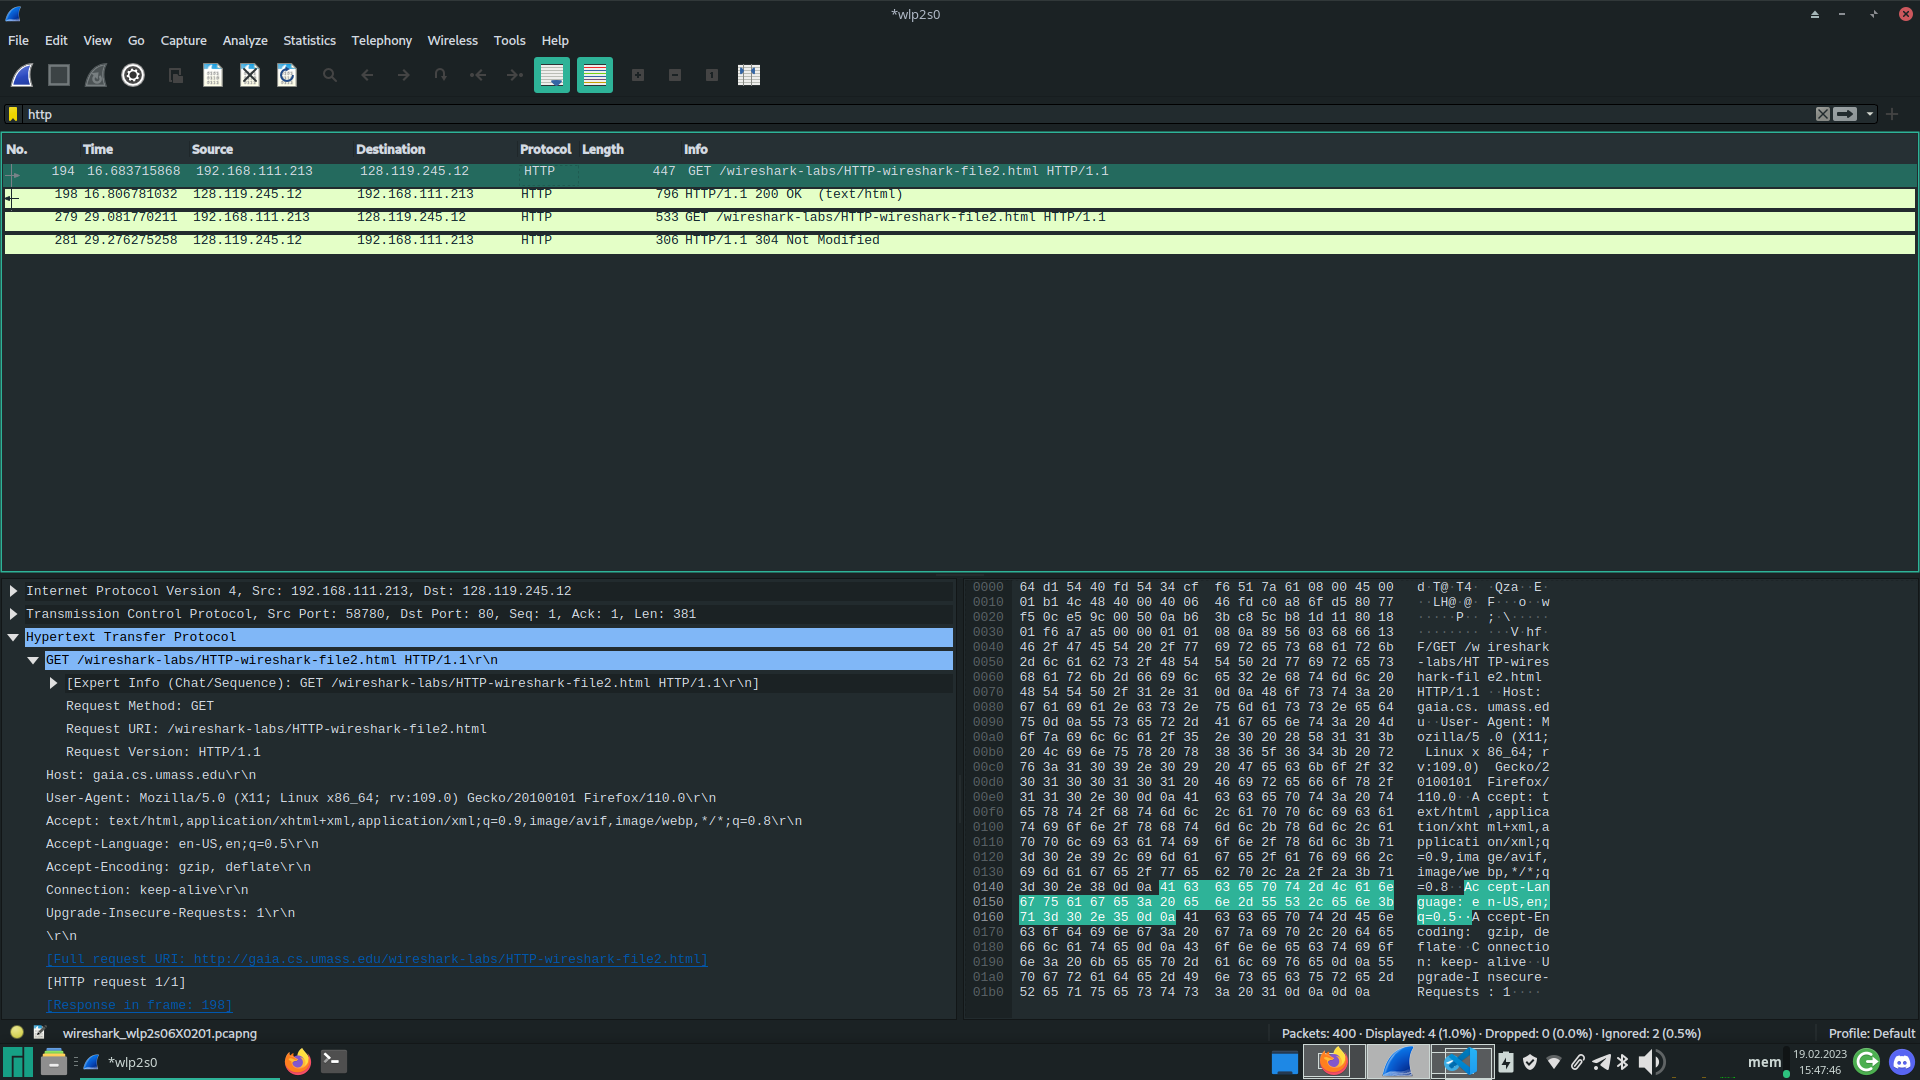 *wlp2s0
File Edit View Go Capture Analyze Statistics Telephony Wireless Tools Help
http
No. Time Source Destination Protocol Length Info
194 16.683715868 192.168.111.213 128.119.245.12 HTTP 447 GET /wireshark-labs/HTTP-wireshark-file2.html HTTP/1.1
198 16.806781032 128.119.245.12 192.168.111.213 HTTP 796 HTTP/1.1 200 OK (text/html)
279 29.081770211 192.168.111.213 128.119.245.12 HTTP 533 GET /wireshark-labs/HTTP-wireshark-file2.html HTTP/1.1
281 29.276275258 128.119.245.12 192.168.111.213 HTTP 306 HTTP/1.1 304 Not Modified
Internet Protocol Version 4, Src: 192.168.111.213, Dst: 128.119.245.12
Transmission Control Protocol, Src Port: 58780, Dst Port: 80, Seq: 1, Ack: 1, Len: 381
Hypertext Transfer Protocol
GET /wireshark-labs/HTTP-wireshark-file2.html HTTP/1.1\r\n
[Expert Info (Chat/Sequence): GET /wireshark-labs/HTTP-wireshark-file2.html HTTP/1.1\r\n]
Request Method: GET
Request URI: /wireshark-labs/HTTP-wireshark-file2.html
Request Version: HTTP/1.1
Host: gaia.cs.umass.edu\r\n
User-Agent: Mozilla/5.0 (X11; Linux x86_64; rv:109.0) Gecko/20100101 Firefox/110.0\r\n
Accept: text/html,application/xhtml+xml,application/xml;q=0.9,image/avif,image/webp,*/*;q=0.8\r\n
Accept-Language: en-US,en;q=0.5\r\n
Accept-Encoding: gzip, deflate\r\n
Connection: keep-alive\r\n
Upgrade-Insecure-Requests: 1\r\n
\r\n
[Full request URI: http://gaia.cs.umass.edu/wireshark-labs/HTTP-wireshark-file2.html]
[HTTP request 1/1]
[Response in frame: 198]
0000 64 d1 54 40 fd 54 34 cf f6 51 7a 61 08 00 45 00 d·T@·T4· ·Qza··E·
0010 01 b1 4c 48 40 00 40 06 46 fd c0 a8 6f d5 80 77 ··LH@·@· F···o··w
0020 f5 0c e5 9c 00 50 0a b6 3b c8 5c b8 1d 11 80 18 ·····P·· ;·\·····
0030 01 f6 a7 a5 00 00 01 01 08 0a 89 56 03 68 66 13 ········ ···V·hf·
0040 46 2f 47 45 54 20 2f 77 69 72 65 73 68 61 72 6b F/GET /w ireshark
0050 2d 6c 61 62 73 2f 48 54 54 50 2d 77 69 72 65 73 -labs/HT TP-wires
0060 68 61 72 6b 2d 66 69 6c 65 32 2e 68 74 6d 6c 20 hark-fil e2.html
0070 48 54 54 50 2f 31 2e 31 0d 0a 48 6f 73 74 3a 20 HTTP/1.1 ··Host:
0080 67 61 69 61 2e 63 73 2e 75 6d 61 73 73 2e 65 64 gaia.cs. umass.ed
0090 75 0d 0a 55 73 65 72 2d 41 67 65 6e 74 3a 20 4d u··User- Agent: M
00a0 6f 7a 69 6c 6c 61 2f 35 2e 30 20 28 58 31 31 3b ozilla/5 .0 (X11;
00b0 20 4c 69 6e 75 78 20 78 38 36 5f 36 34 3b 20 72 Linux x 86_64; r
00c0 76 3a 31 30 39 2e 30 29 20 47 65 63 6b 6f 2f 32 v:109.0) Gecko/2
00d0 30 31 30 30 31 30 31 20 46 69 72 65 66 6f 78 2f 0100101 Firefox/
00e0 31 31 30 2e 30 0d 0a 41 63 63 65 70 74 3a 20 74 110.0··A ccept: t
00f0 65 78 74 2f 68 74 6d 6c 2c 61 70 70 6c 69 63 61 ext/html ,applica
0100 74 69 6f 6e 2f 78 68 74 6d 6c 2b 78 6d 6c 2c 61 tion/xht ml+xml,a
0110 70 70 6c 69 63 61 74 69 6f 6e 2f 78 6d 6c 3b 71 pplicati on/xml;q
0120 3d 30 2e 39 2c 69 6d 61 67 65 2f 61 76 69 66 2c =0.9,ima ge/avif,
0130 69 6d 61 67 65 2f 77 65 62 70 2c 2a 2f 2a 3b 71 image/we bp,*/*;q
0140 3d 30 2e 38 0d 0a 41 63 63 65 70 74 2d 4c 61 6e =0.8··Ac cept-Lan
0150 67 75 61 67 65 3a 20 65 6e 2d 55 53 2c 65 6e 3b guage: e n-US,en;
0160 71 3d 30 2e 35 0d 0a 41 63 63 65 70 74 2d 45 6e q=0.5··A ccept-En
0170 63 6f 64 69 6e 67 3a 20 67 7a 69 70 2c 20 64 65 coding: gzip, de
0180 66 6c 61 74 65 0d 0a 43 6f 6e 6e 65 63 74 69 6f flate··C onnectio
0190 6e 3a 20 6b 65 65 70 2d 61 6c 69 76 65 0d 0a 55 n: keep- alive··U
01a0 70 67 72 61 64 65 2d 49 6e 73 65 63 75 72 65 2d pgrade-I nsecure-
01b0 52 65 71 75 65 73 74 73 3a 20 31 0d 0a 0d 0a Requests : 1····
wireshark_wlp2s06X0201.pcapng
Packets: 400 · Displayed: 4 (1.0%) · Dropped: 0 (0.0%) · Ignored: 2 (0.5%)
Profile: Default
*wlp2s0
mem
19.02.2023
15:47:46